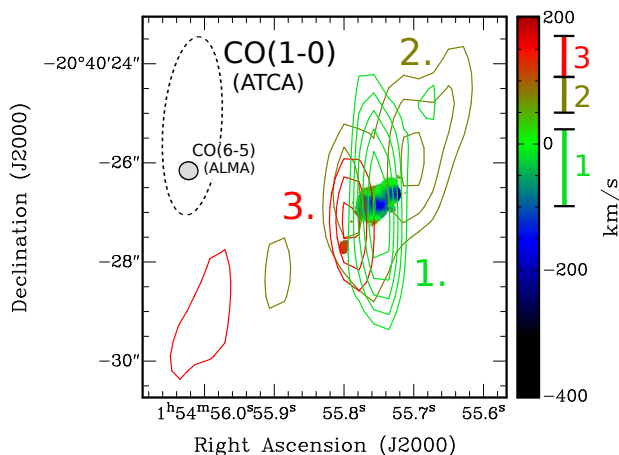 CO(1-0)
(ATCA)
CO(6-5)
(ALMA)
2.
3.
1.
−20°40′24″
−26″
−28″
−30″
Declination (J2000)
1ʰ54ᵐ56.0ˢ
55.9ˢ
55.8ˢ
55.7ˢ
55.6ˢ
Right Ascension (J2000)
200
0
−200
−400
3
2
1
km/s